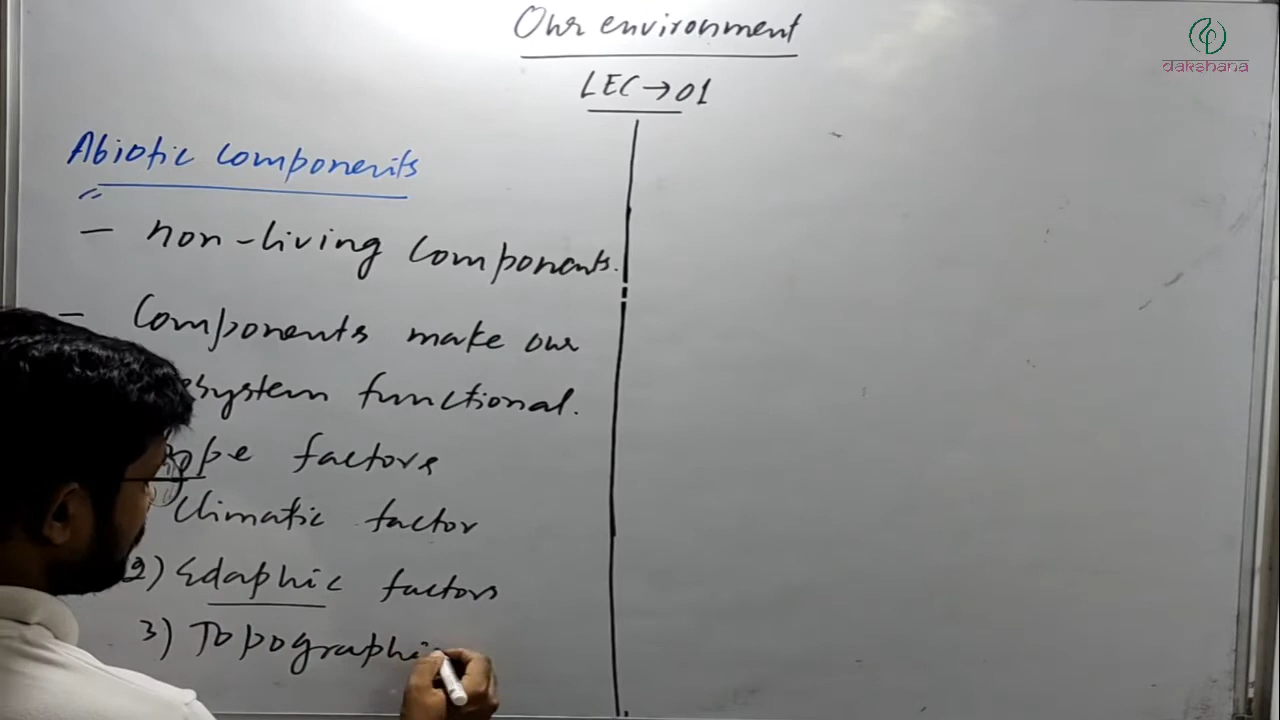 Our environment
dakshana
LEC → 01
Abiotic components
- non-living components.
- Components make our
system functional.
factors
Climatic factor
2) Edaphic factors
3) Topographi